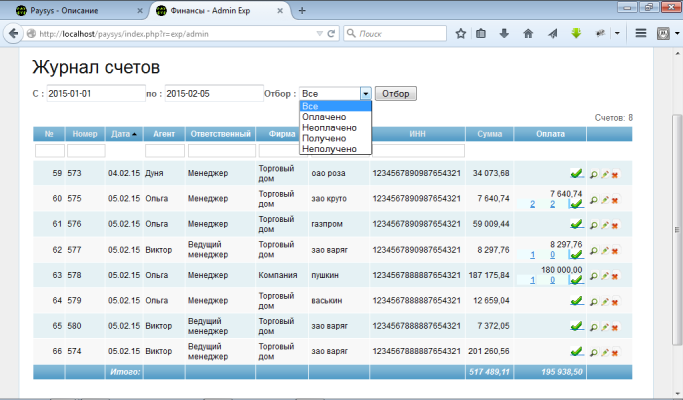 Paysys - Описание × Финансы - Admin Exp × +
http://localhost/paysys/index.php?r=exp/admin Поиск
Журнал счетов
С : 2015-01-01 по : 2015-02-05 Отбор : Все Отбор
Все
Оплачено
Неоплачено
Получено
Неполучено
Счетов: 8
№ Номер Дата Агент Ответственный Фирма ИНН Сумма Оплата
59 573 04.02.15 Дуня Менеджер Торговый дом оао роза 1234567890987654321 34 073,68
60 575 05.02.15 Ольга Менеджер Торговый дом зао круто 1234567890987654321 7 640,74 7 640,74
2 2
61 576 05.02.15 Ольга Менеджер Торговый дом газпром 1234567890987654321 59 009,44
62 577 05.02.15 Виктор Ведущий менеджер Торговый дом зао варяг 1234567890987654321 8 297,76 8 297,76
1 0
63 578 05.02.15 Ольга Менеджер Компания пушкин 1234567888887654321 187 175,84 180 000,00
1 0
64 579 05.02.15 Ольга Менеджер Торговый дом васькин 1234567888887654321 12 659,04
65 580 05.02.15 Виктор Ведущий менеджер Торговый дом зао варяг 1234567888887654321 7 372,05
66 574 05.02.15 Виктор Ведущий менеджер Торговый дом зао варяг 1234567888887654321 201 260,56
Итого: 517 489,11 195 938,50